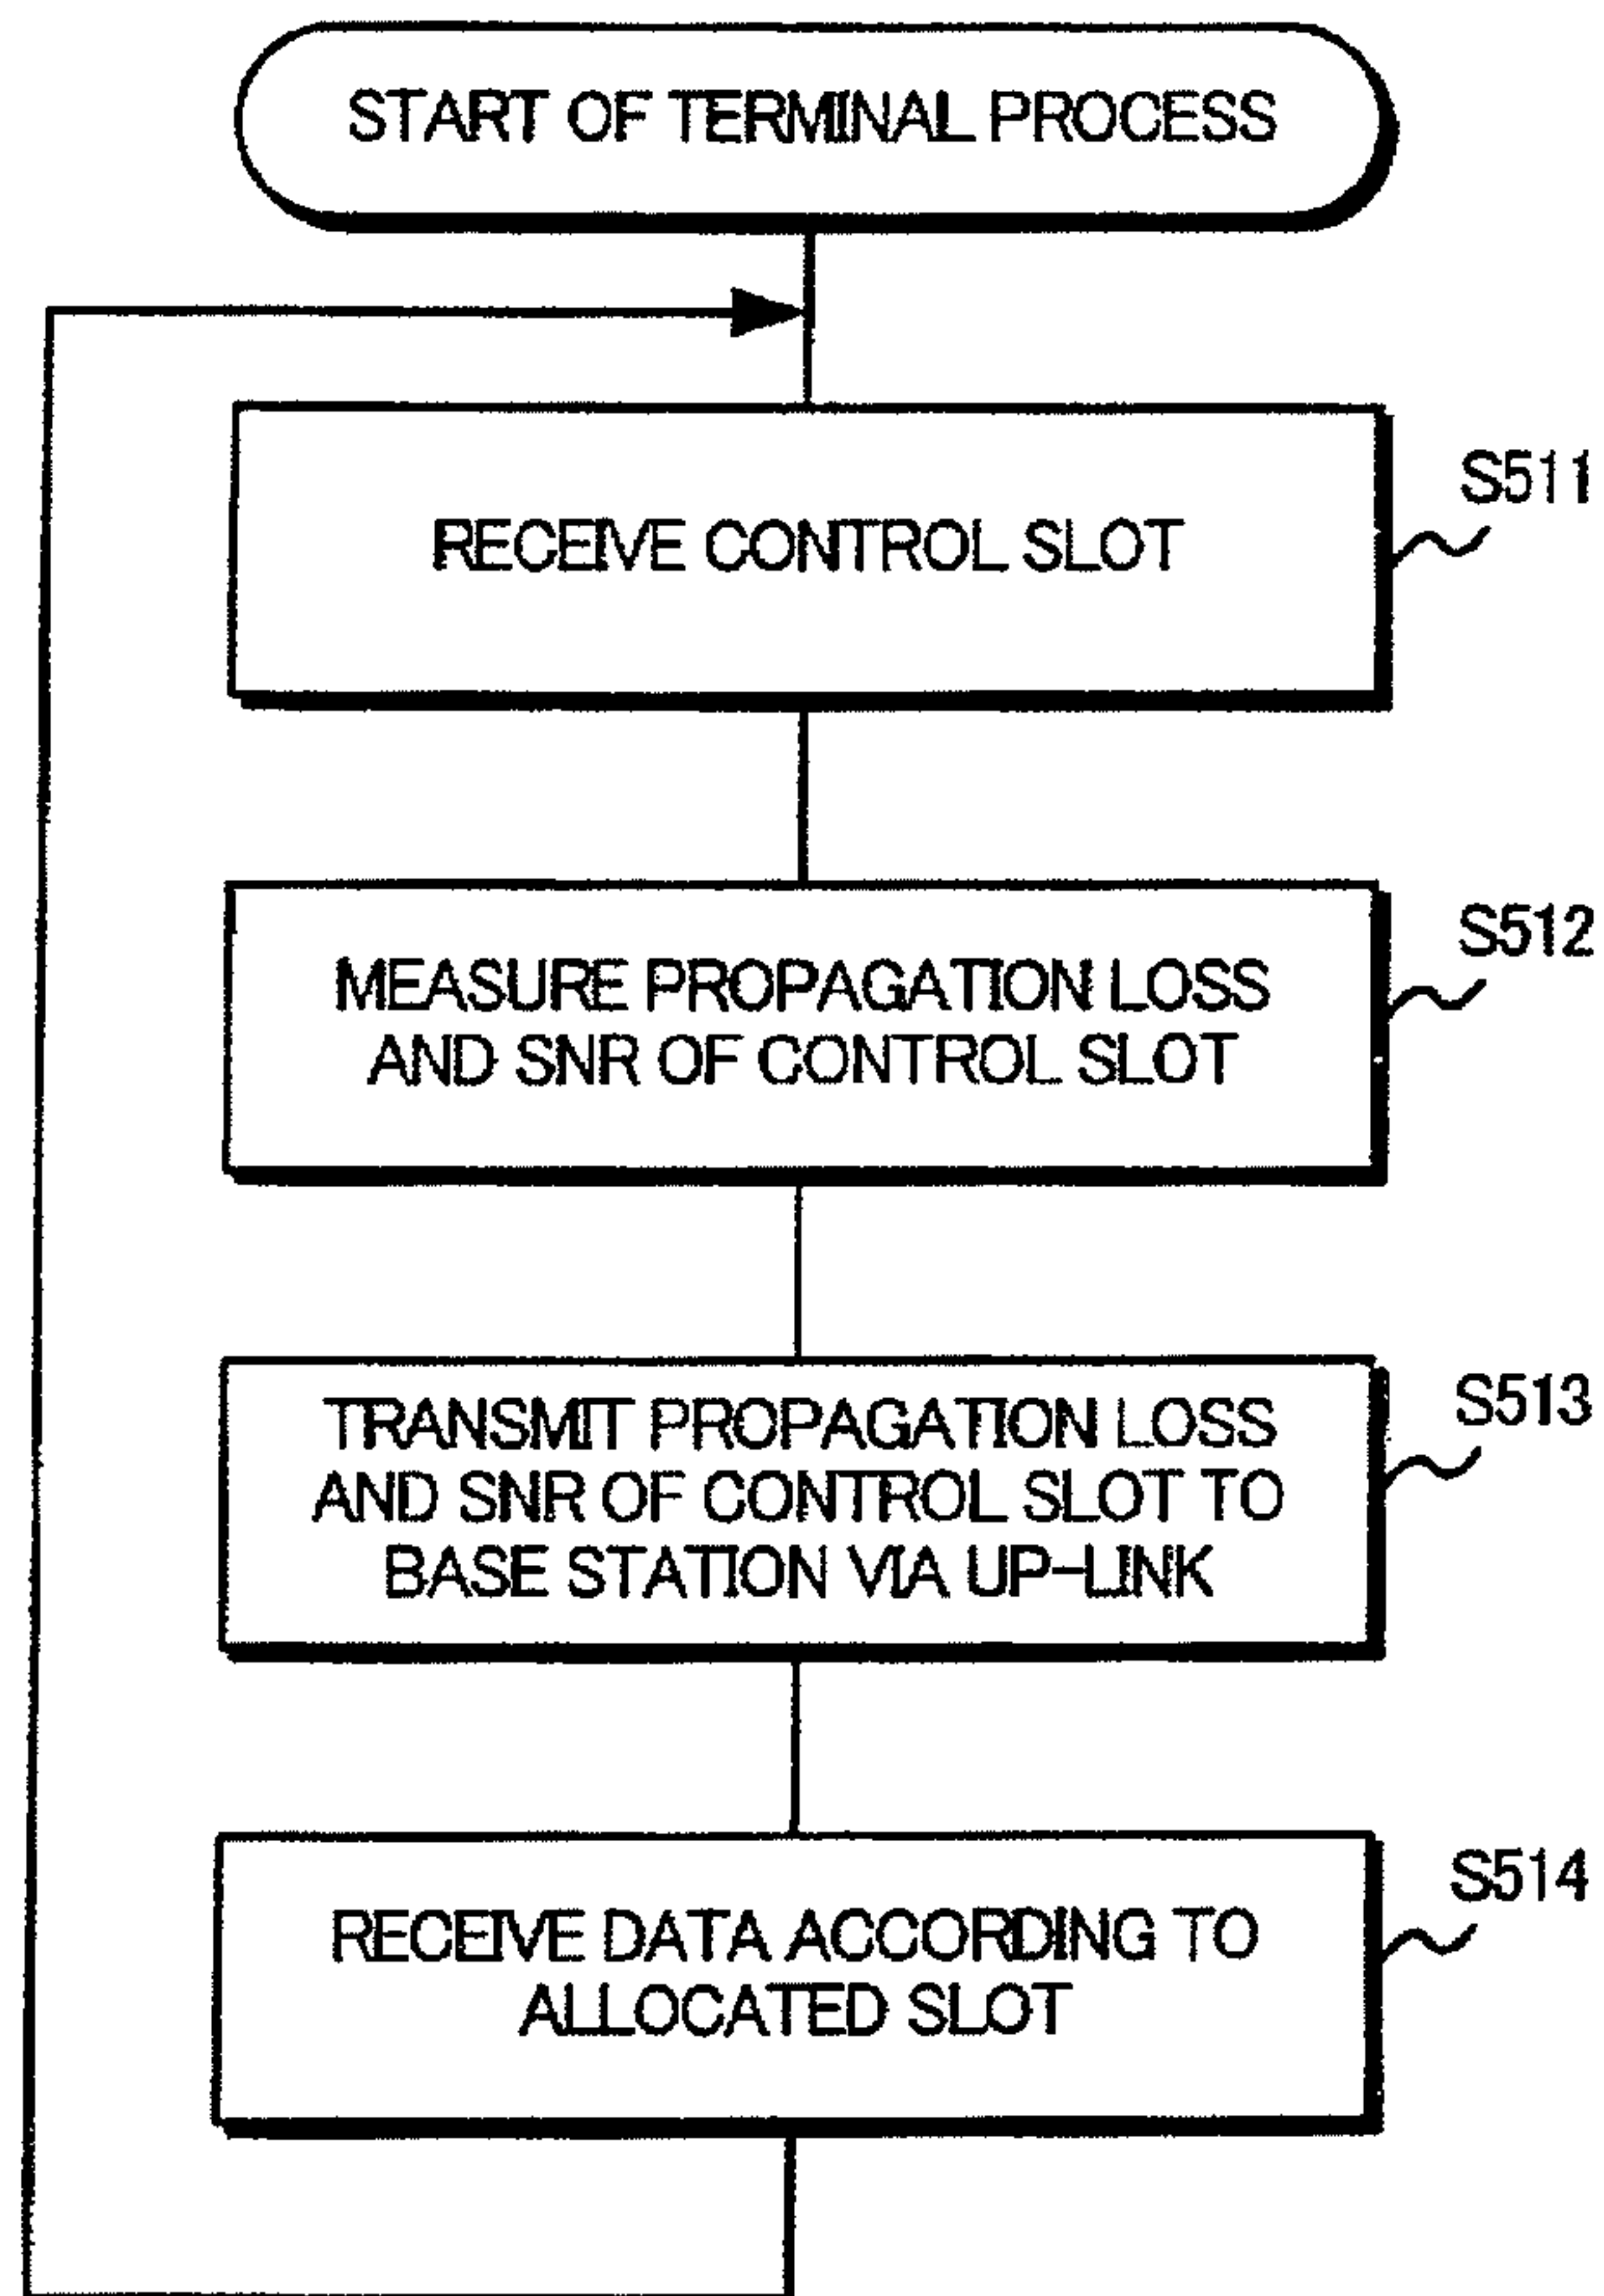 START OF TERMINAL PROCESS
RECEIVE CONTROL SLOT
S511
MEASURE PROPAGATION LOSS
AND SNR OF CONTROL SLOT
S512
TRANSMIT PROPAGATION LOSS
AND SNR OF CONTROL SLOT TO
BASE STATION VIA UP-LINK
S513
RECEIVE DATA ACCORDING TO
ALLOCATED SLOT
S514